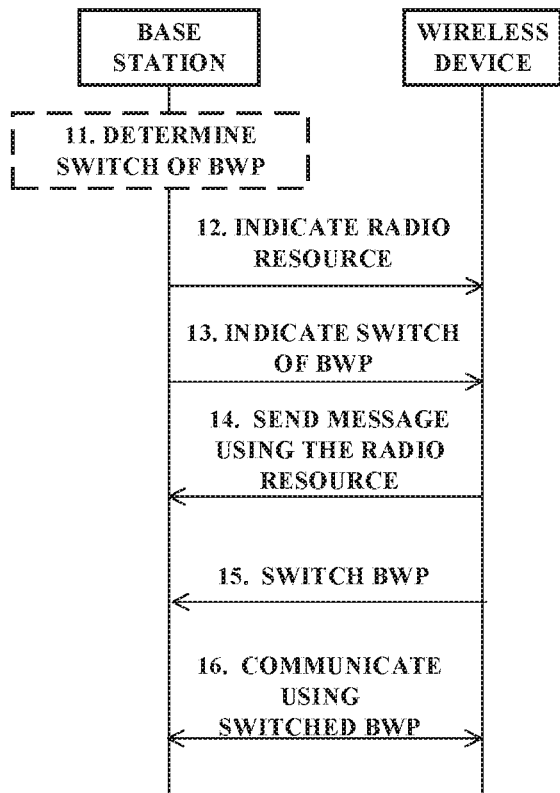 BASE
STATION
WIRELESS
DEVICE
11. DETERMINE
SWITCH OF BWP
12. INDICATE RADIO
RESOURCE
13. INDICATE SWITCH
OF BWP
14. SEND MESSAGE
USING THE RADIO
RESOURCE
15. SWITCH BWP
16. COMMUNICATE
USING
SWITCHED BWP